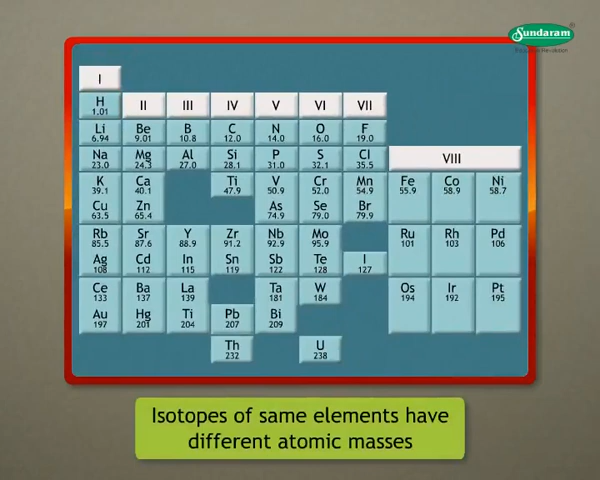 Sundaram
I
H
1.01
II III IV V VI VII
Li Be B C N O F
6.94 9.01 10.8 12.0 14.0 16.0 19.0
Na Mg Al Si P S Cl
23.0 24.3 27.0 28.1 31.0 32.1 35.5
VIII
K Ca Ti V Cr Mn Fe Co Ni
39.1 40.1 47.9 50.9 52.0 54.9 55.9 58.9 58.7
Cu Zn As Se Br
63.5 65.4 74.9 79.0 79.9
Rb Sr Y Zr Nb Mo Ru Rh Pd
85.5 87.6 88.9 91.2 92.9 95.9 101 103 106
Ag Cd In Sn Sb Te I
108 112 115 119 122 128 127
Ce Ba La Ta W Os Ir Pt
133 137 139 181 184 194 192 195
Au Hg Ti Pb Bi
197 201 204 207 209
Th U
232 238
Isotopes of same elements have
different atomic masses